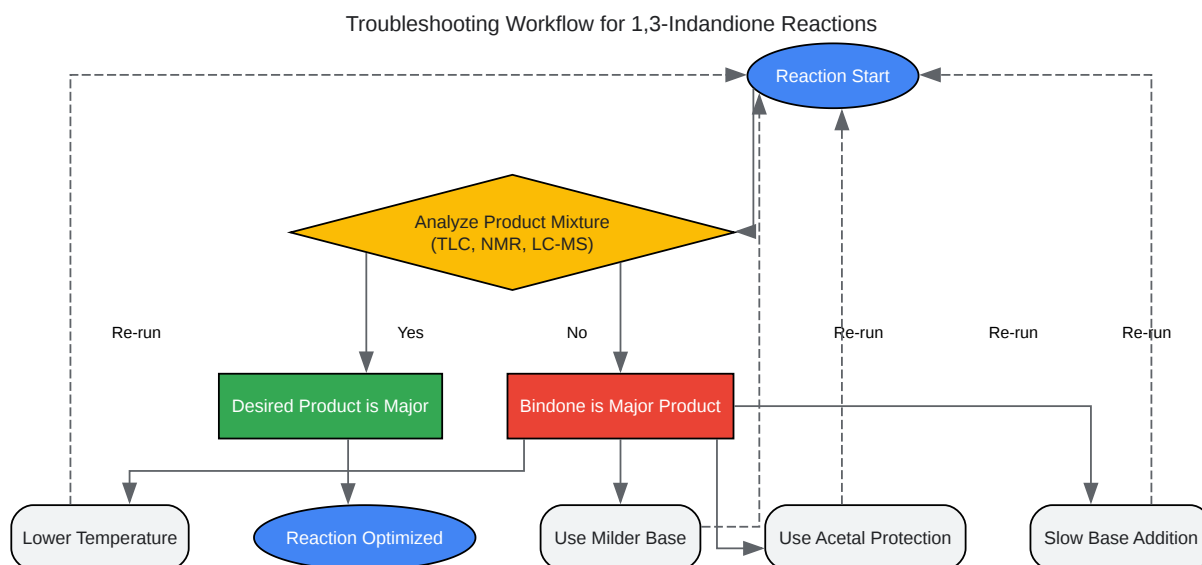 Troubleshooting Workflow for 1,3-Indandione Reactions
Reaction Start
Analyze Product Mixture
(TLC, NMR, LC-MS)
Re-run
Yes
No
Re-run
Re-run
Re-run
Desired Product is Major
Bindone is Major Product
Lower Temperature
Reaction Optimized
Use Milder Base
Use Acetal Protection
Slow Base Addition